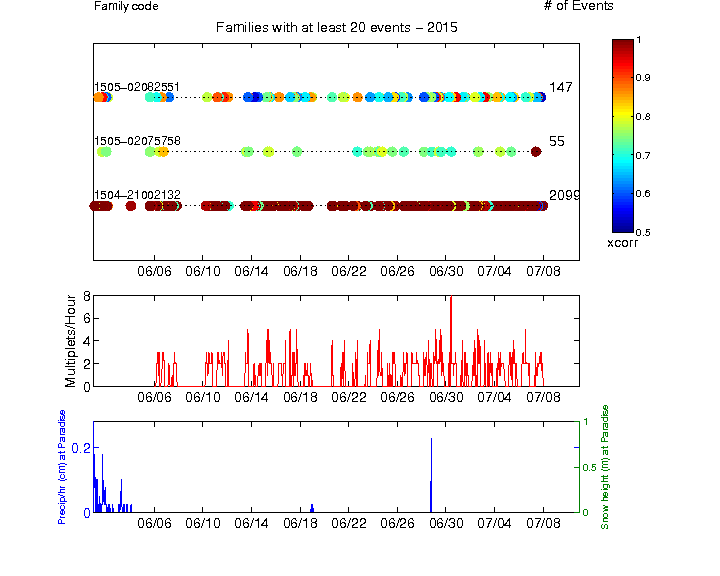 Family code
# of Events
Families with at least 20 events – 2015
1505–02082551
147
1505–02075758
55
1504–21002132
2099
06/06 06/10 06/14 06/18 06/22 06/26 06/30 07/04 07/08
1
0.9
0.8
0.7
0.6
0.5
xcorr
Multiplets/Hour
8
6
4
2
0
06/06 06/10 06/14 06/18 06/22 06/26 06/30 07/04 07/08
Precip/hr (cm) at Paradise
0.2
0
06/06 06/10 06/14 06/18 06/22 06/26 06/30 07/04 07/08
1
0.5
0
Snow height (m) at Paradise